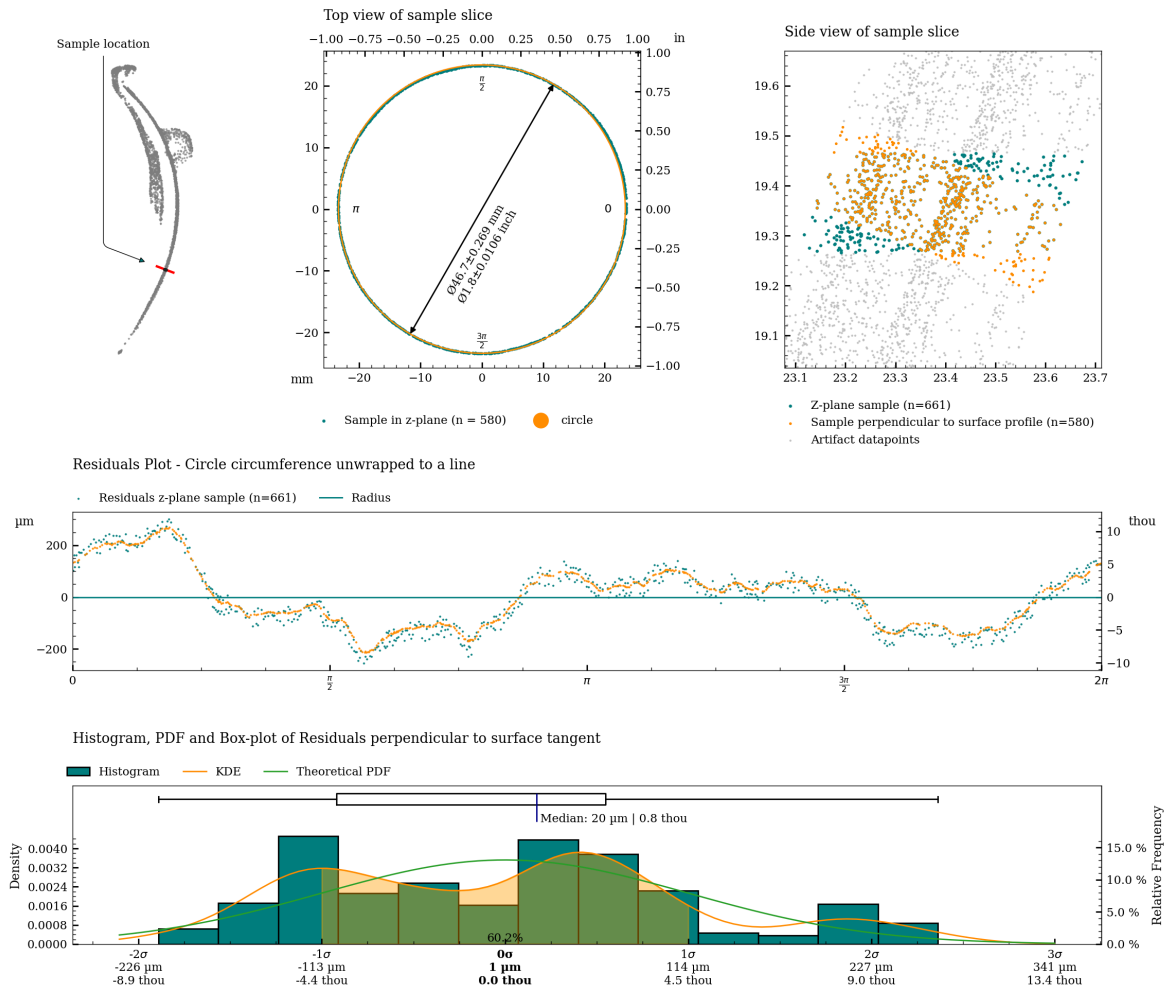 Sample location
Top view of sample slice
−1.00 −0.75 −0.50 −0.25 0.00 0.25 0.50 0.75 1.00 in
20
10
0
−10
−20
mm
−20 −10 0 10 20
1.00
0.75
0.50
0.25
0.00
−0.25
−0.50
−0.75
−1.00
π/2
π
0
3π/2
Ø46.7±0.269 mm
Ø1.8±0.0106 inch
Sample in z-plane (n = 580)
circle
Side view of sample slice
19.6
19.5
19.4
19.3
19.2
19.1
23.1 23.2 23.3 23.4 23.5 23.6 23.7
Z-plane sample (n=661)
Sample perpendicular to surface profile (n=580)
Artifact datapoints
Residuals Plot - Circle circumference unwrapped to a line
Residuals z-plane sample (n=661)
Radius
µm
200
0
−200
thou
10
5
0
−5
−10
0 π/2 π 3π/2 2π
Histogram, PDF and Box-plot of Residuals perpendicular to surface tangent
Histogram
KDE
Theoretical PDF
Median: 20 µm | 0.8 thou
Density
0.0040
0.0032
0.0024
0.0016
0.0008
0.0000
Relative Frequency
15.0 %
10.0 %
5.0 %
0.0 %
60.2%
-2σ -1σ 0σ 1σ 2σ 3σ
-226 µm -113 µm 1 µm 114 µm 227 µm 341 µm
-8.9 thou -4.4 thou 0.0 thou 4.5 thou 9.0 thou 13.4 thou